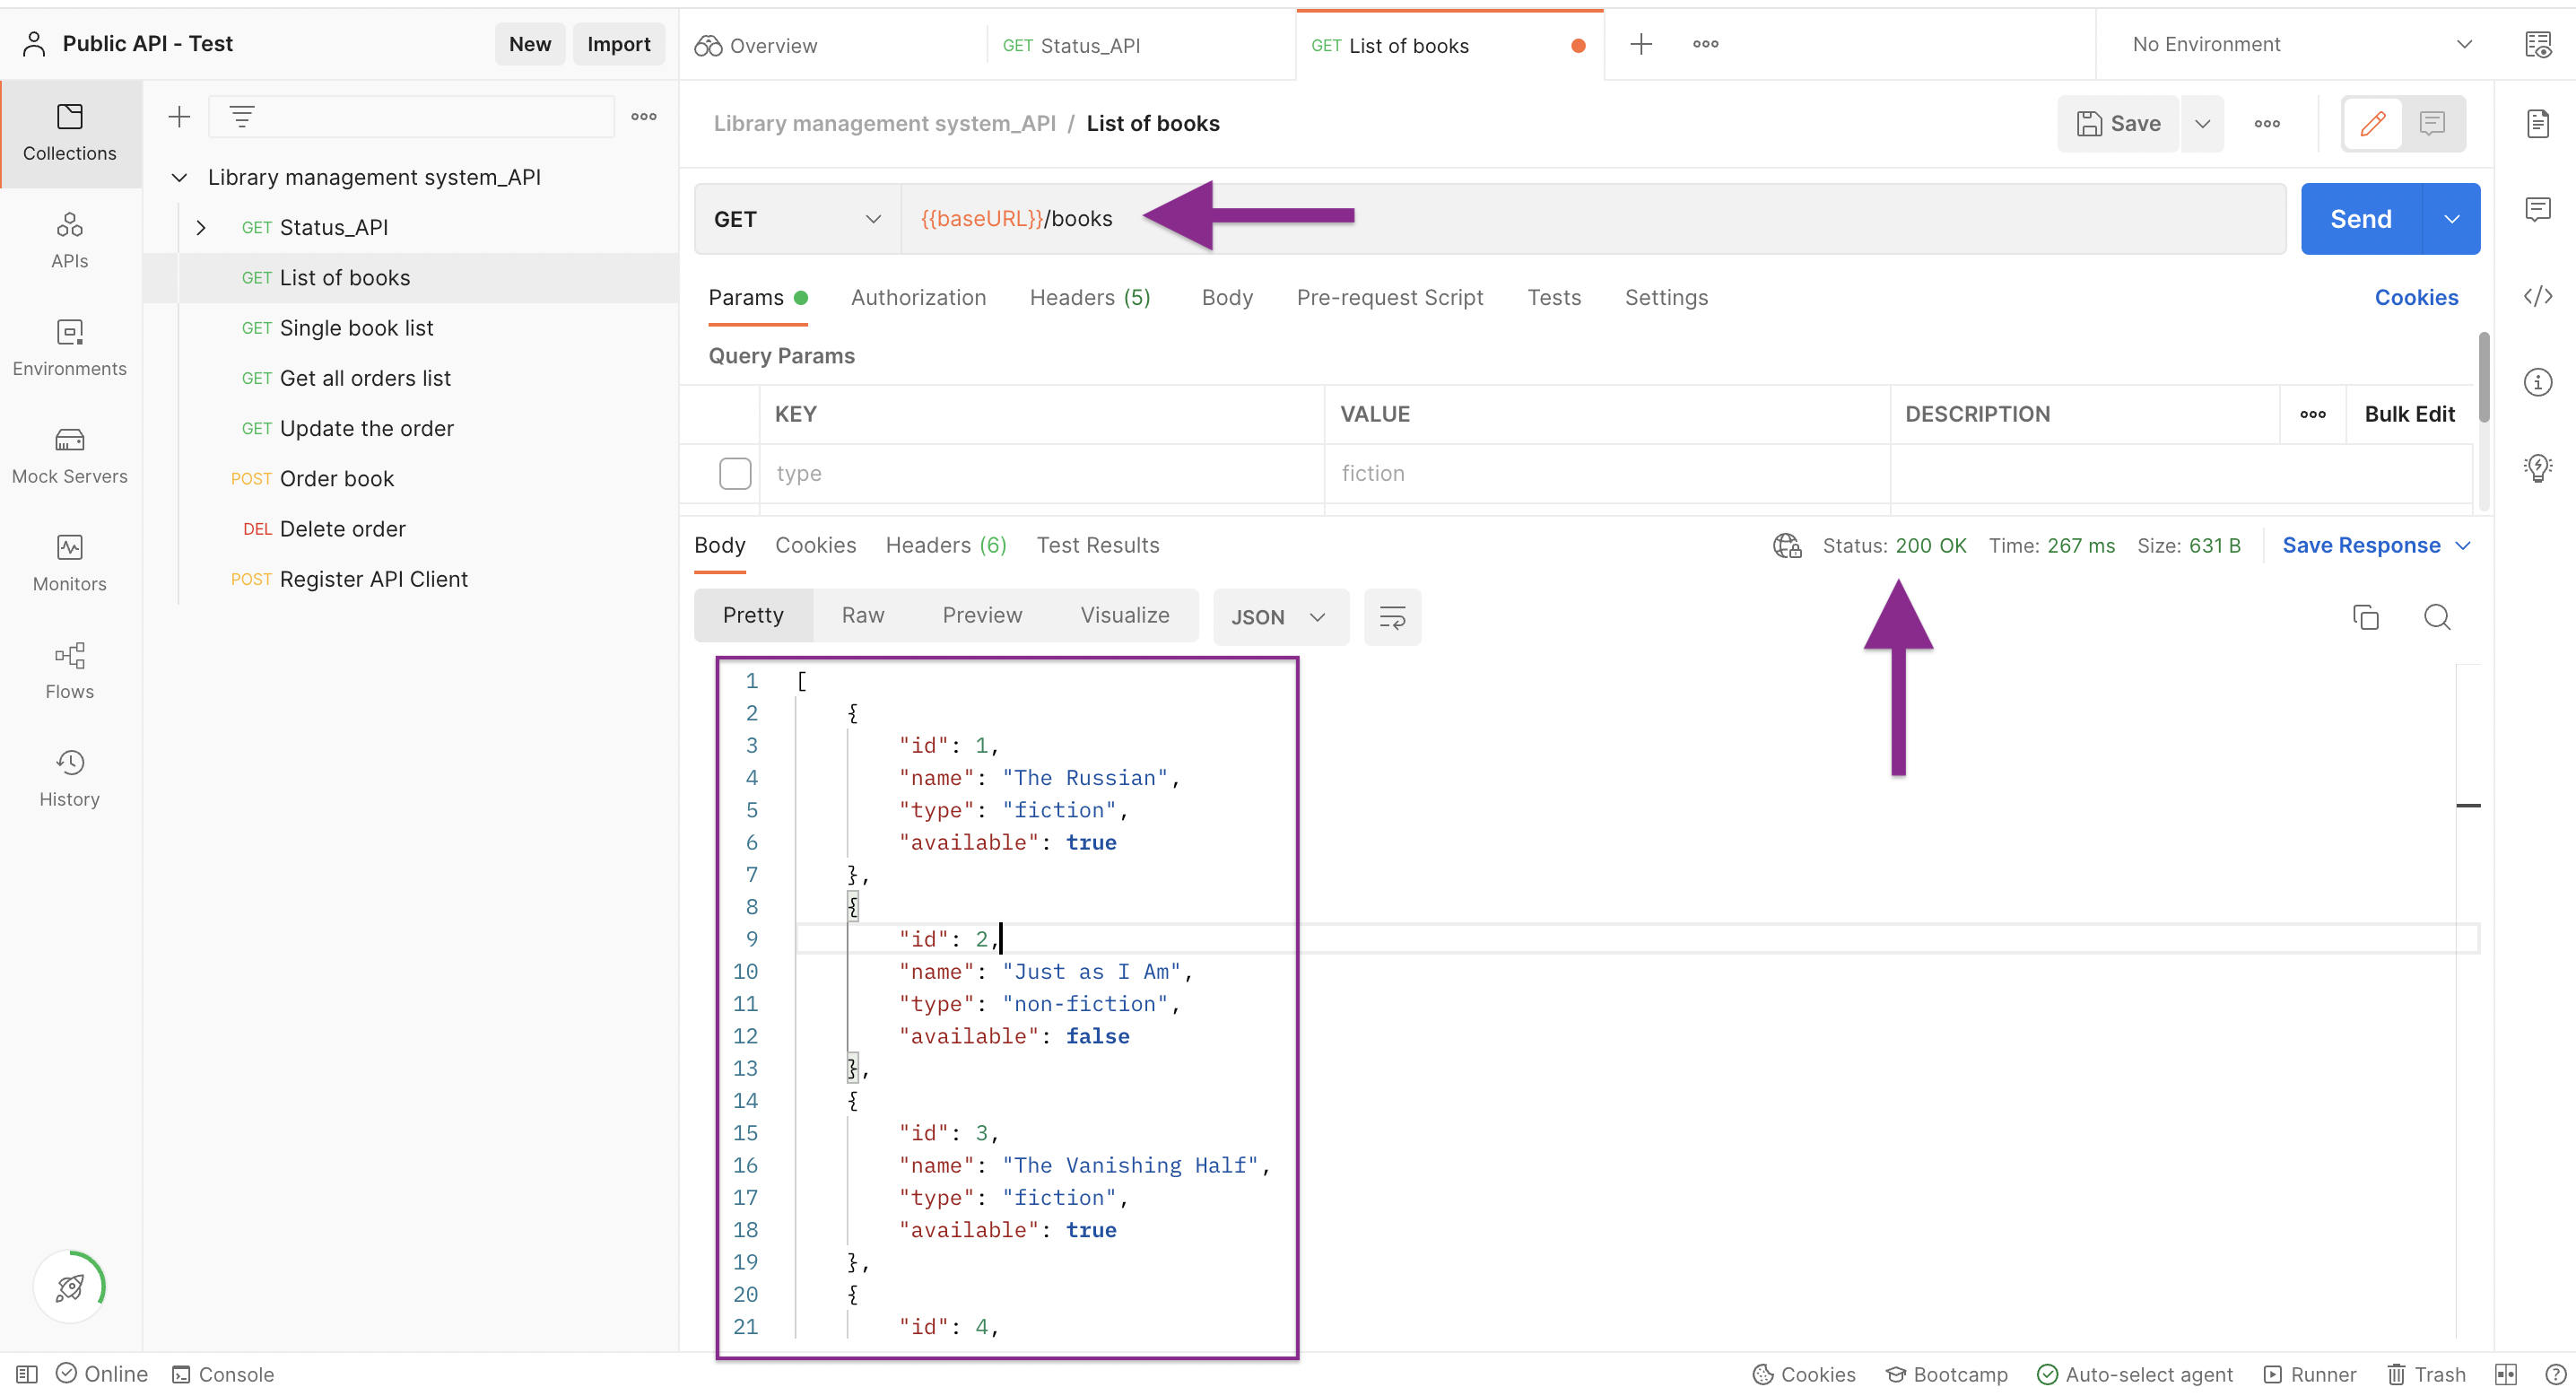 Public API - Test
New
Import
Overview
GET Status_API
GET List of books
No Environment
Collections
APIs
Environments
Mock Servers
Monitors
Flows
History
Library management system_API
GET Status_API
GET List of books
GET Single book list
GET Get all orders list
GET Update the order
POST Order book
DEL Delete order
POST Register API Client
Library management system_API / List of books
Save
GET
{{baseURL}}/books
Send
Params
Authorization
Headers (5)
Body
Pre-request Script
Tests
Settings
Cookies
Query Params
KEY
VALUE
DESCRIPTION
Bulk Edit
type
fiction
Body
Cookies
Headers (6)
Test Results
Status: 200 OK
Time: 267 ms
Size: 631 B
Save Response
Pretty
Raw
Preview
Visualize
JSON
1 [
2 {
3 "id": 1,
4 "name": "The Russian",
5 "type": "fiction",
6 "available": true
7 },
8 {
9 "id": 2,
10 "name": "Just as I Am",
11 "type": "non-fiction",
12 "available": false
13 },
14 {
15 "id": 3,
16 "name": "The Vanishing Half",
17 "type": "fiction",
18 "available": true
19 },
20 {
21 "id": 4,
Online
Console
Cookies
Bootcamp
Auto-select agent
Runner
Trash